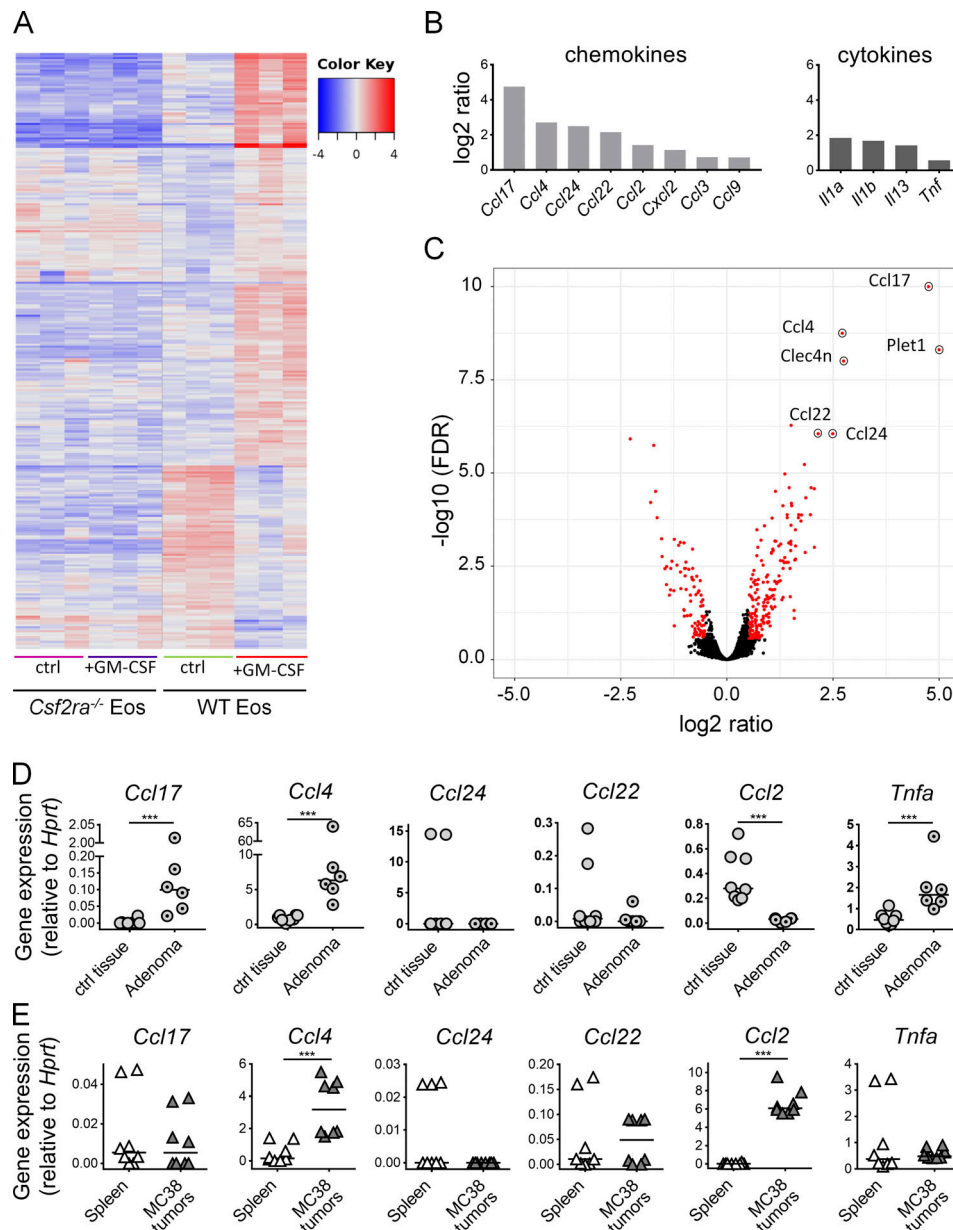 A
Color Key
-4 0 4
ctrl +GM-CSF ctrl +GM-CSF
Csf2ra-/- Eos WT Eos
B
chemokines cytokines
log2 ratio
6
4
2
0
Ccl17 Ccl4 Ccl24 Ccl22 Ccl2 Cxcl2 Ccl3 Ccl9
6
4
2
0
Il1a Il1b Il13 Tnf
C
-log10 (FDR)
10
7.5
5.0
2.5
0.0
Ccl17
Ccl4
Plet1
Clec4n
Ccl22
Ccl24
-5.0 -2.5 0.0 2.5 5.0
log2 ratio
D
Gene expression
(relative to Hprt)
Ccl17 Ccl4 Ccl24 Ccl22 Ccl2 Tnfa
***
2.05
2.00
0.20
0.15
0.10
0.05
0.00
ctrl tissue Adenoma
***
65
60
10
5
0
ctrl tissue Adenoma
15
10
5
0
ctrl tissue Adenoma
0.3
0.2
0.1
0.0
ctrl tissue Adenoma
***
0.8
0.6
0.4
0.2
0.0
ctrl tissue Adenoma
***
5
4
3
2
1
0
ctrl tissue Adenoma
E
Gene expression
(relative to Hprt)
Ccl17 Ccl4 Ccl24 Ccl22 Ccl2 Tnfa
0.04
0.02
0.00
Spleen MC38
tumors
***
6
4
2
0
Spleen MC38
tumors
0.03
0.02
0.01
0.00
Spleen MC38
tumors
0.20
0.15
0.10
0.05
0.00
Spleen MC38
tumors
***
10
8
6
4
2
0
Spleen MC38
tumors
4
3
2
1
0
Spleen MC38
tumors